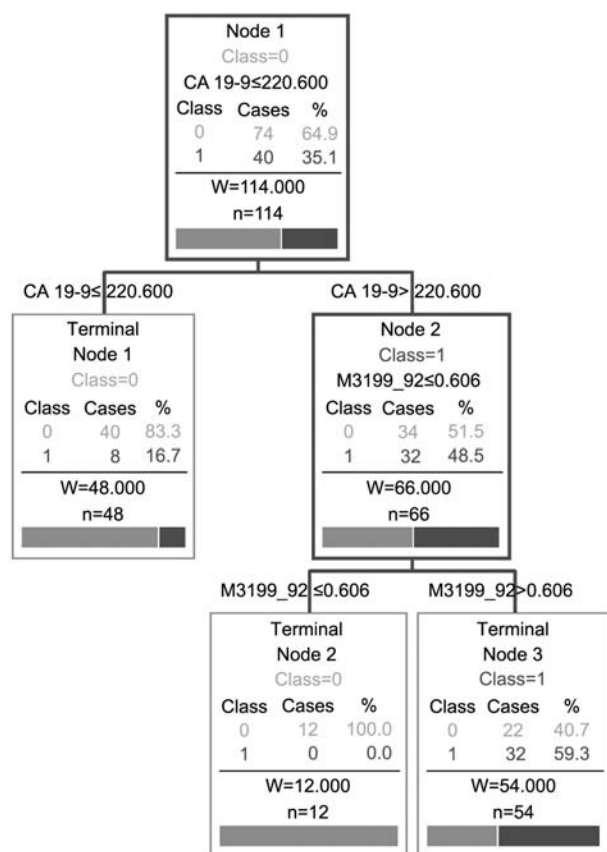 Node 1
Class=0
CA 19-9≤220.600
Class Cases %
0 74 64.9
1 40 35.1
W=114.000
n=114
CA 19-9≤ 220.600
CA 19-9> 220.600
Terminal
Node 1
Class=0
Class Cases %
0 40 83.3
1 8 16.7
W=48.000
n=48
Node 2
Class=1
M3199_92≤0.606
Class Cases %
0 34 51.5
1 32 48.5
W=66.000
n=66
M3199_92 ≤0.606
M3199_92>0.606
Terminal
Node 2
Class=0
Class Cases %
0 12 100.0
1 0 0.0
W=12.000
n=12
Terminal
Node 3
Class=1
Class Cases %
0 22 40.7
1 32 59.3
W=54.000
n=54